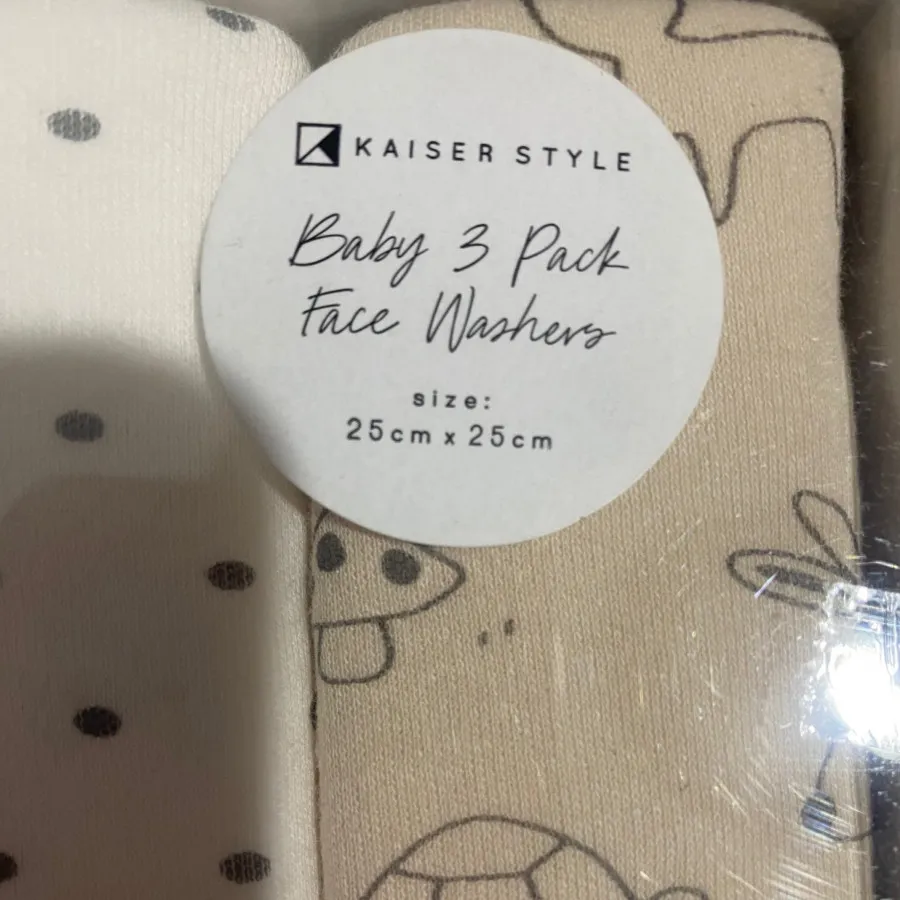 KAISER STYLE
Baby 3 Pack
Face Washers
size:
25cm x 25cm